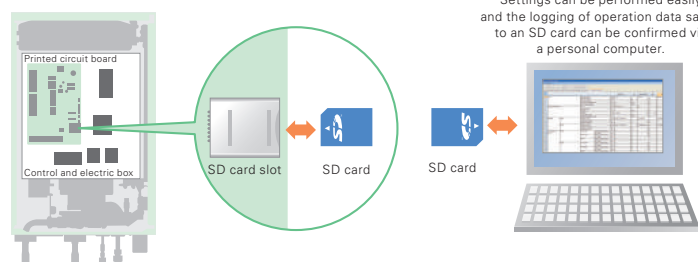 Settings can be performed easily
and the logging of operation data
to an SD card can be confirmed
a personal computer.
Printed circuit board
Control and electric box
SD card slot
SD card
SD card